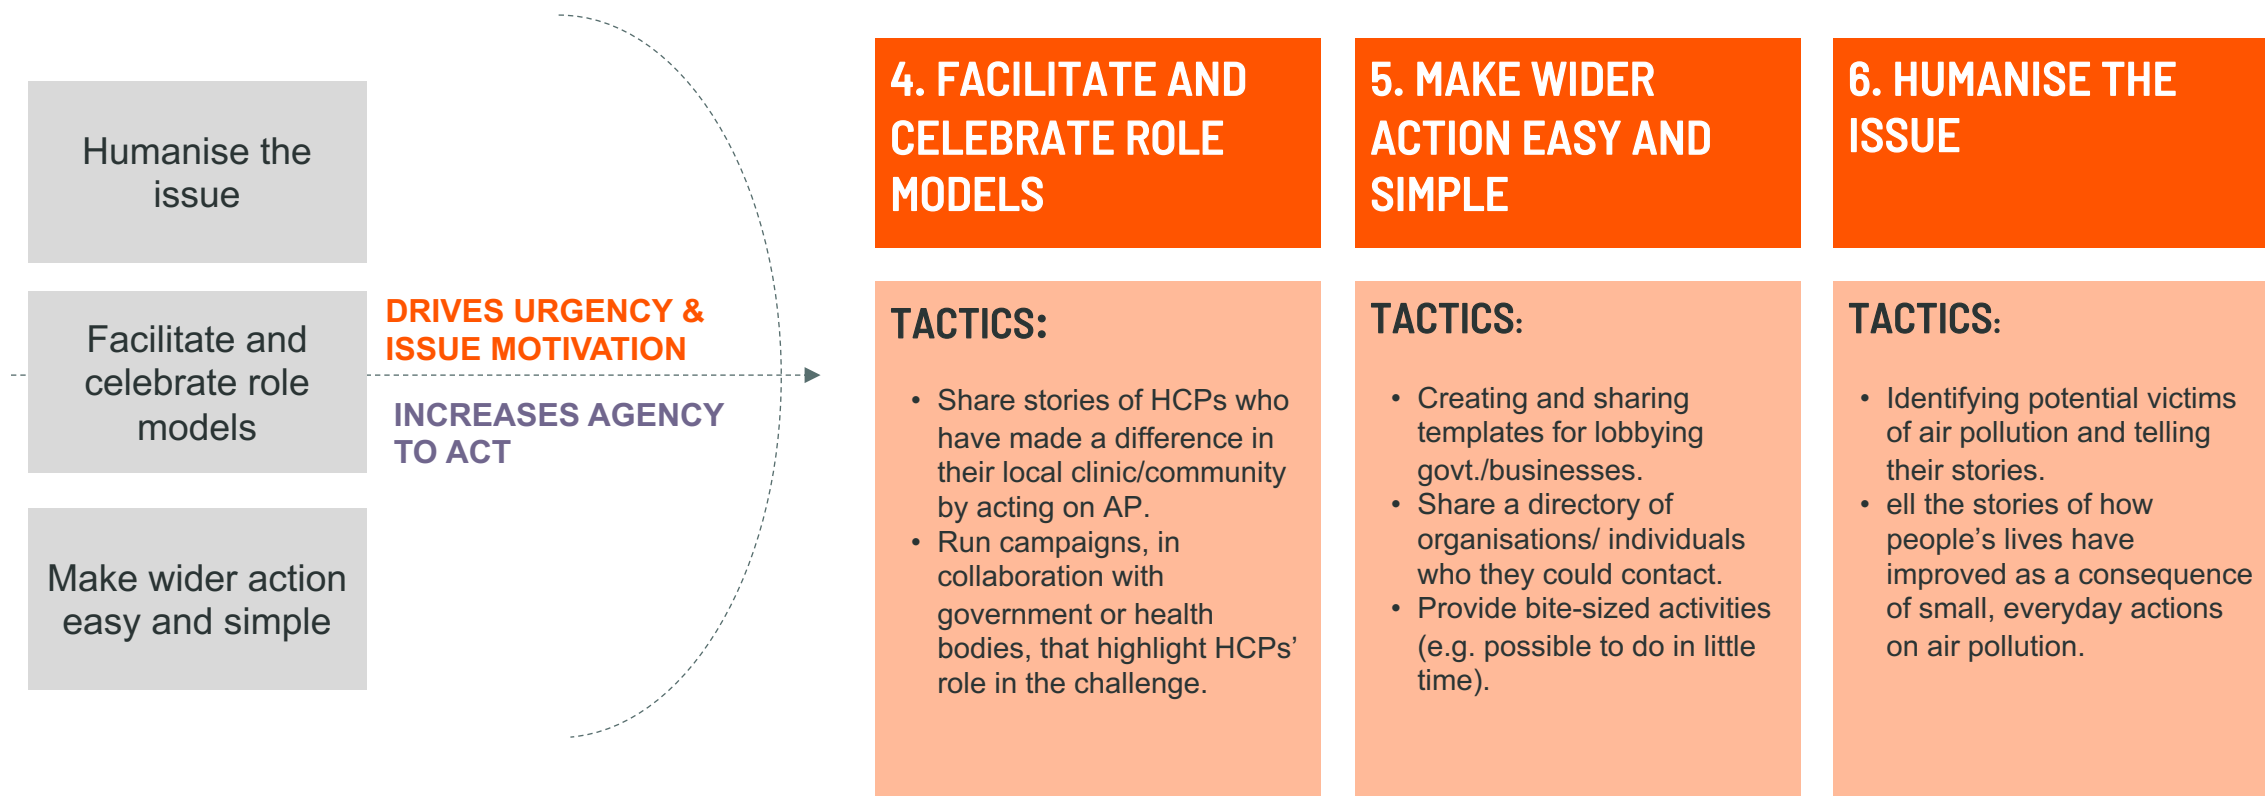 Humanise the
issue
Facilitate and
celebrate role
models
Make wider action
easy and simple
DRIVES URGENCY &
ISSUE MOTIVATION
INCREASES AGENCY
TO ACT
4. FACILITATE AND
CELEBRATE ROLE
MODELS
TACTICS:
• Share stories of HCPs who
have made a difference in
their local clinic/community
by acting on AP.
• Run campaigns, in
collaboration with
government or health
bodies, that highlight HCPs’
role in the challenge.
5. MAKE WIDER
ACTION EASY AND
SIMPLE
TACTICS:
• Creating and sharing
templates for lobbying
govt./businesses.
• Share a directory of
organisations/ individuals
who they could contact.
• Provide bite-sized activities
(e.g. possible to do in little
time).
6. HUMANISE THE
ISSUE
TACTICS:
• Identifying potential victims
of air pollution and telling
their stories.
• ell the stories of how
people’s lives have
improved as a consequence
of small, everyday actions
on air pollution.